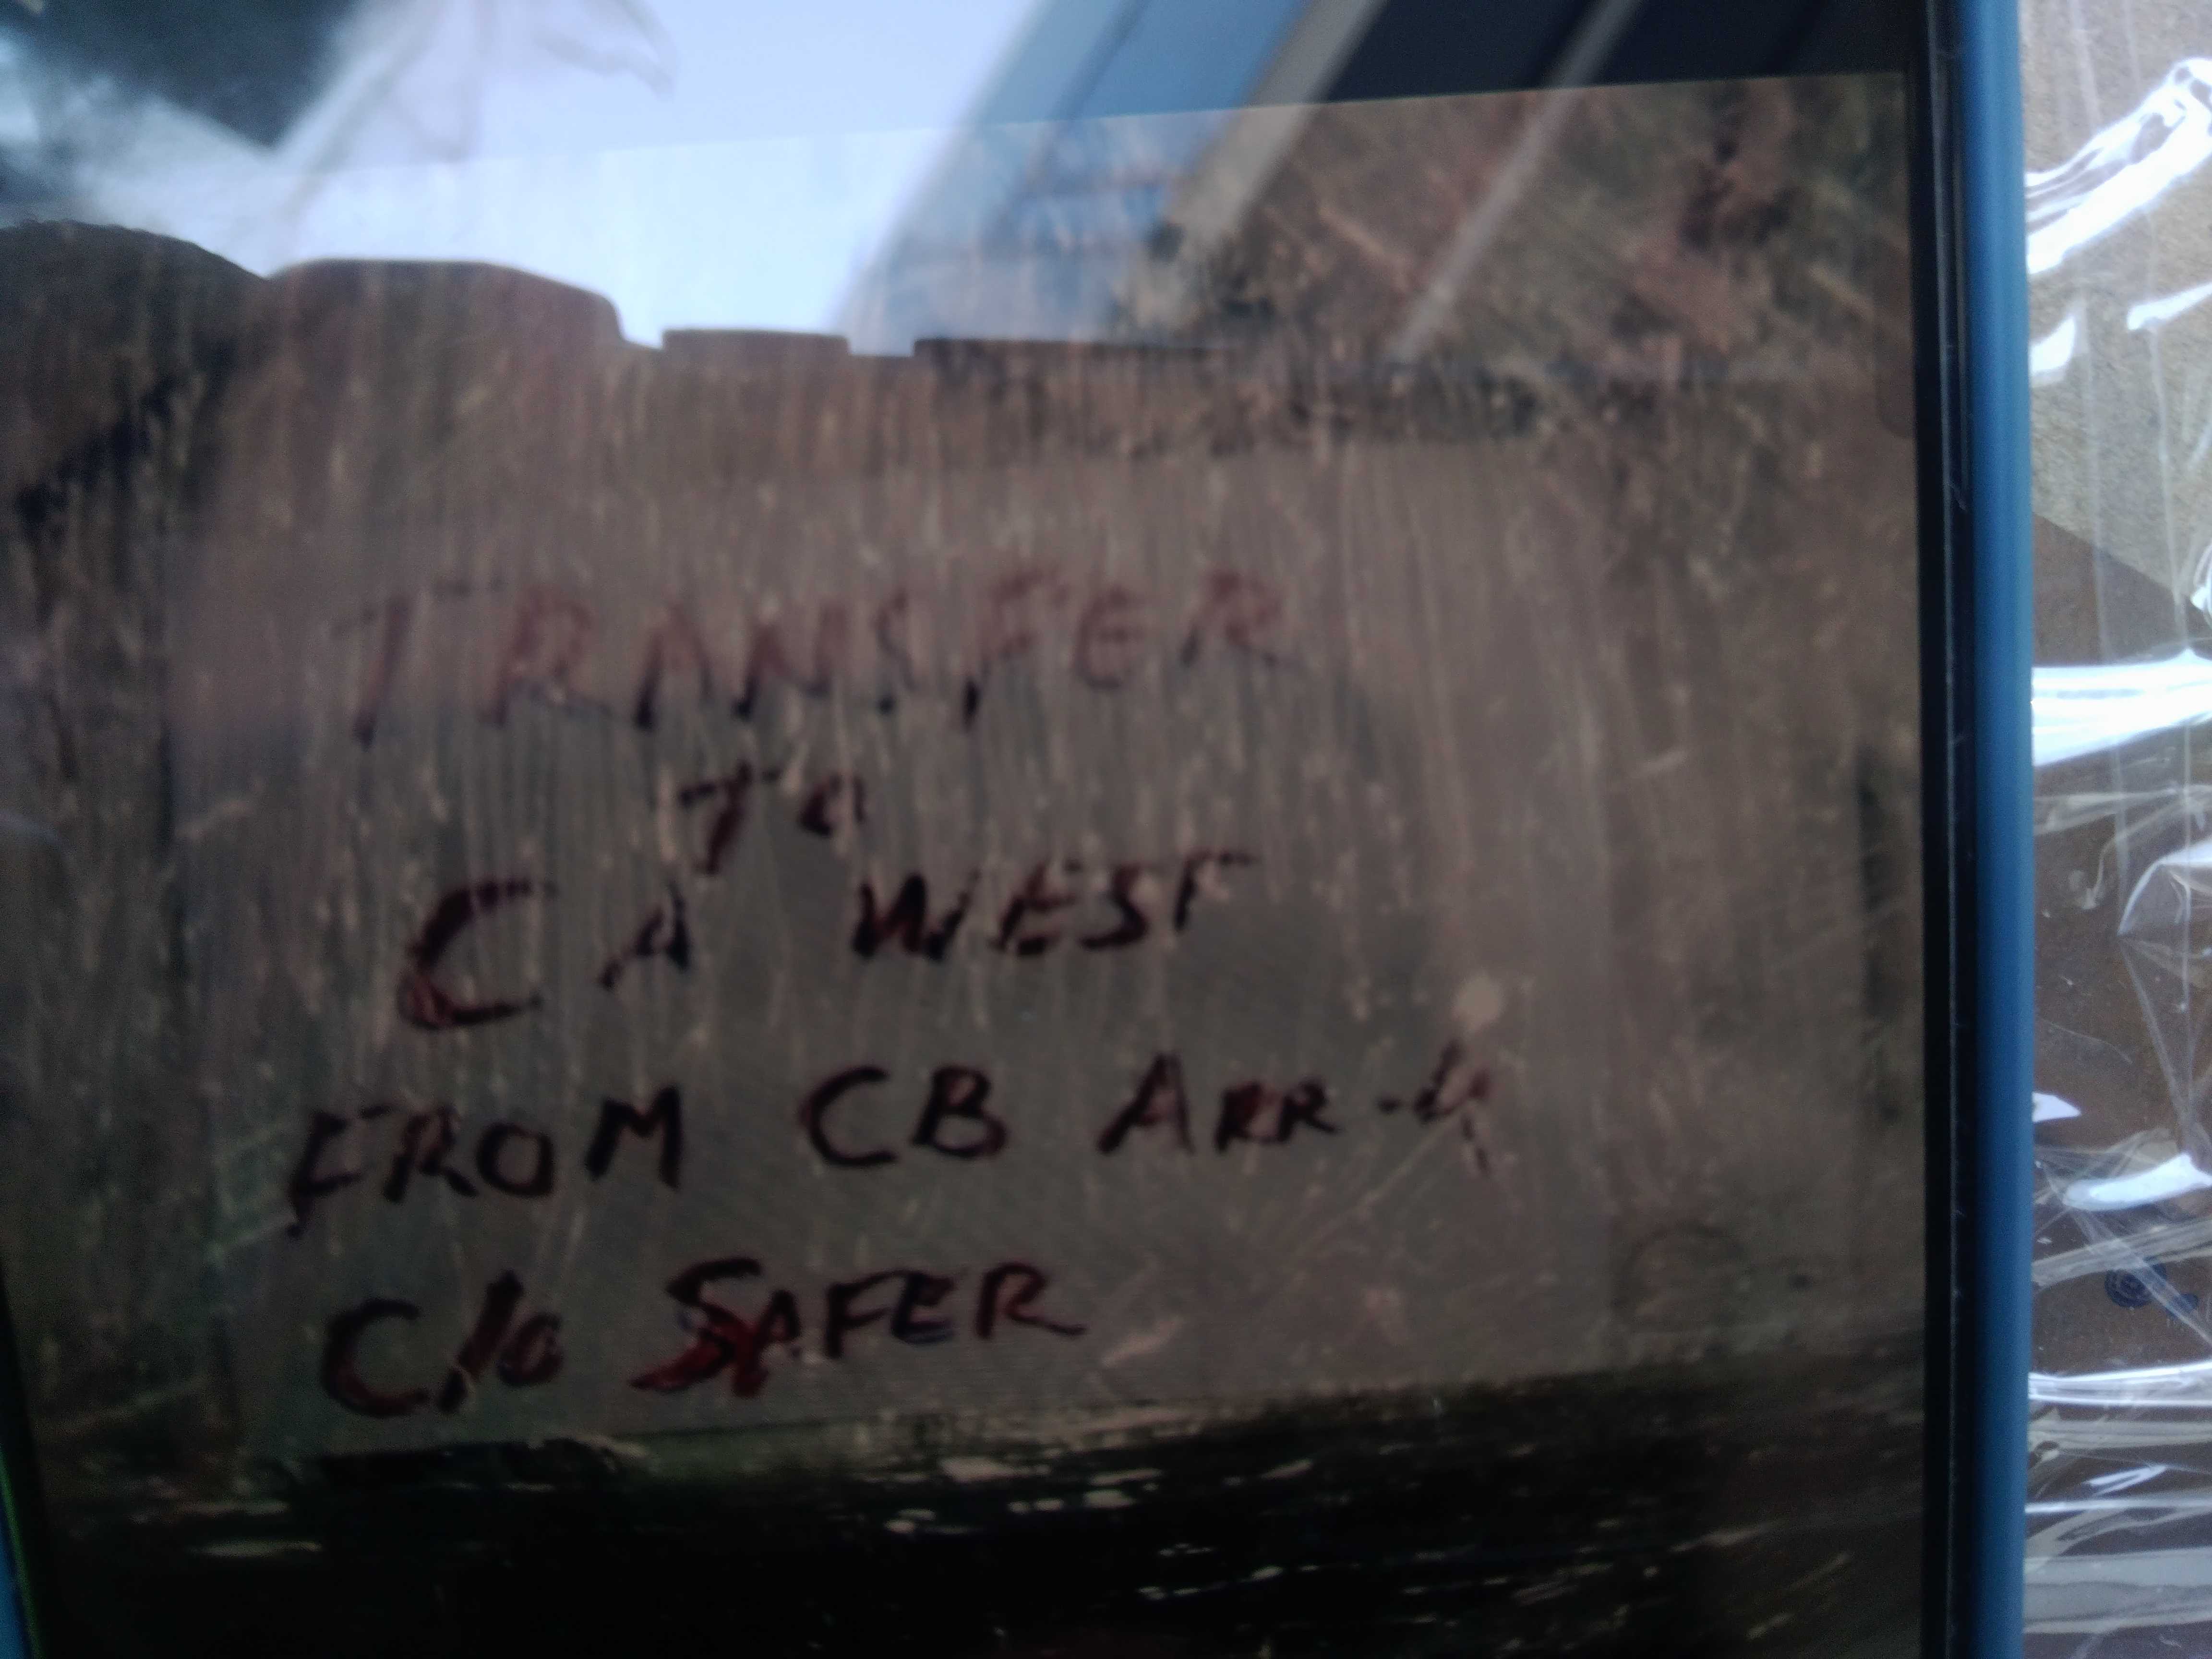 TRANSFER
TO
CA WEST
FROM CB ARR-4
C/o SAFER